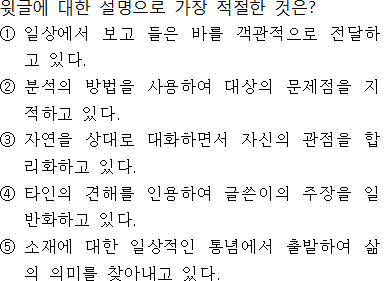 윗글에 대한 설명으로 가장 적절한 것은?
① 일상에서 보고 들은 바를 객관적으로 전달하
고 있다.
② 분석의 방법을 사용하여 대상의 문제점을 지
적하고 있다.
③ 자연을 상대로 대화하면서 자신의 관점을 합
리화하고 있다.
④ 타인의 견해를 인용하여 글쓴이의 주장을 일
반화하고 있다.
⑤ 소재에 대한 일상적인 통념에서 출발하여 삶
의 의미를 찾아내고 있다.